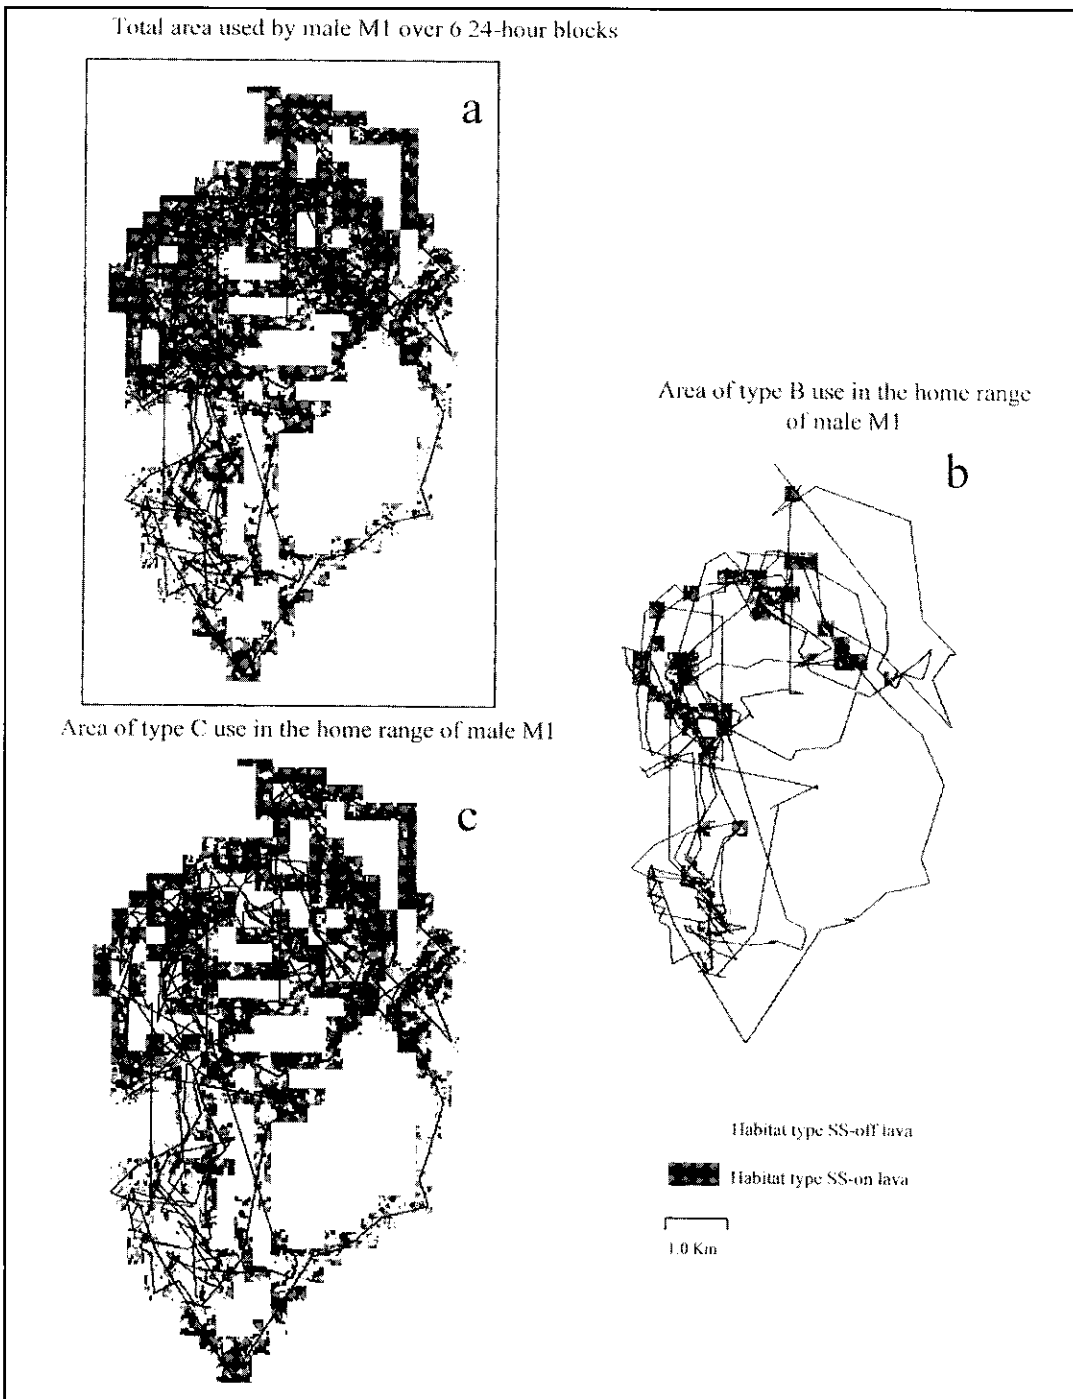 Total area used by male M1 over 6 24-hour blocks
a
Area of type B use in the home range
of male M1
b
Area of type C use in the home range of male M1
c
Habitat type SS-off lava
Habitat type SS-on lava
1.0 Km